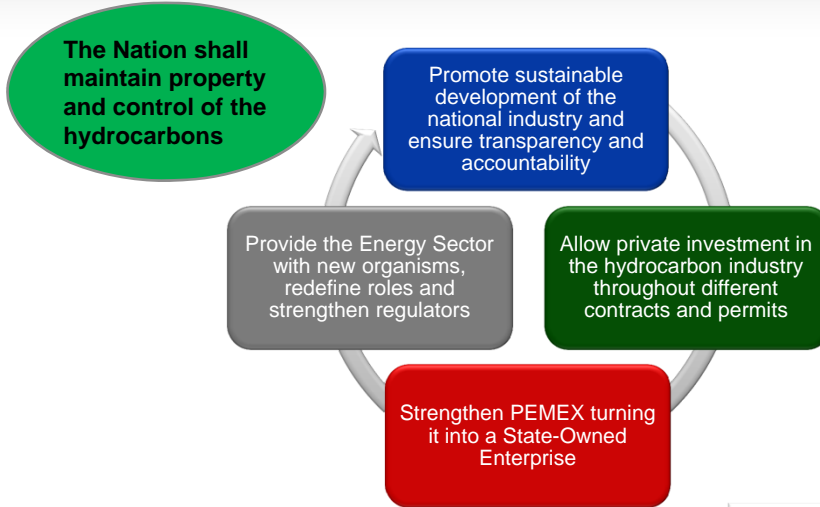 The Nation shall
maintain property
and control of the
hydrocarbons
Promote sustainable
development of the
national industry and
ensure transparency and
accountability
Provide the Energy Sector
with new organisms,
redefine roles and
strengthen regulators
Allow private investment in
the hydrocarbon industry
throughout different
contracts and permits
Strengthen PEMEX turning
it into a State-Owned
Enterprise